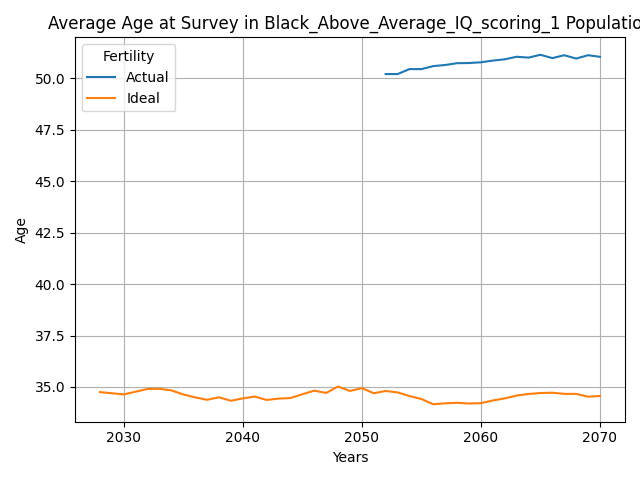 Average Age at Survey in Black_Above_Average_IQ_scoring_1 Populatio
Fertility
Actual
Ideal
50.0
47.5
45.0
42.5
40.0
37.5
35.0
Age
2030 2040 2050 2060 2070
Years